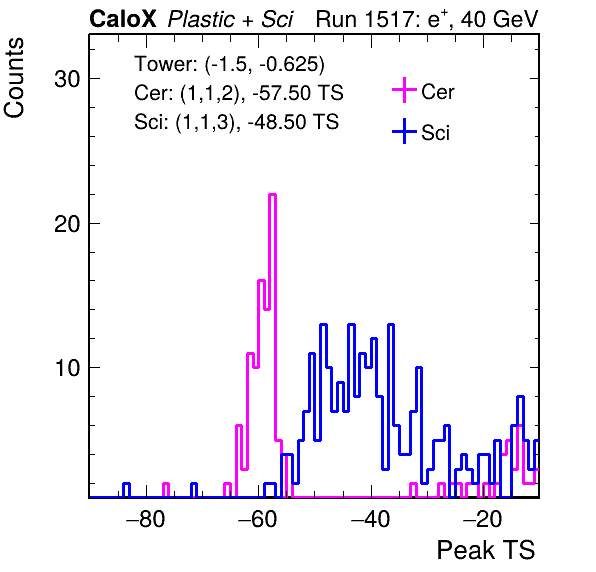 CaloX Plastic + Sci Run 1517: e⁺, 40 GeV
Tower: (-1.5, -0.625)
Cer: (1,1,2), -57.50 TS
Sci: (1,1,3), -48.50 TS
Cer
Sci
Counts
30
20
10
−80 −60 −40 −20
Peak TS